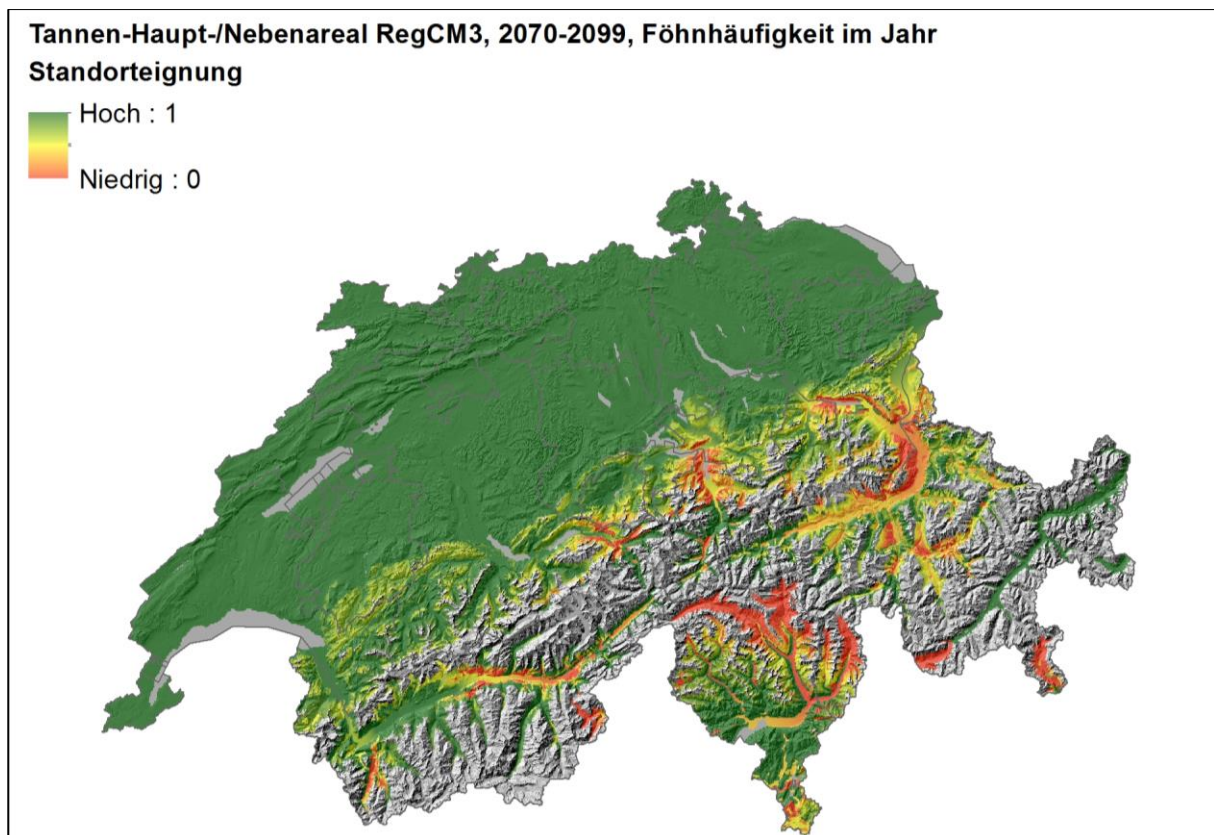 Tannen-Haupt-/Nebenareal RegCM3, 2070-2099, Föhnhäufigkeit im Jahr
Standorteignung
Hoch : 1
Niedrig : 0